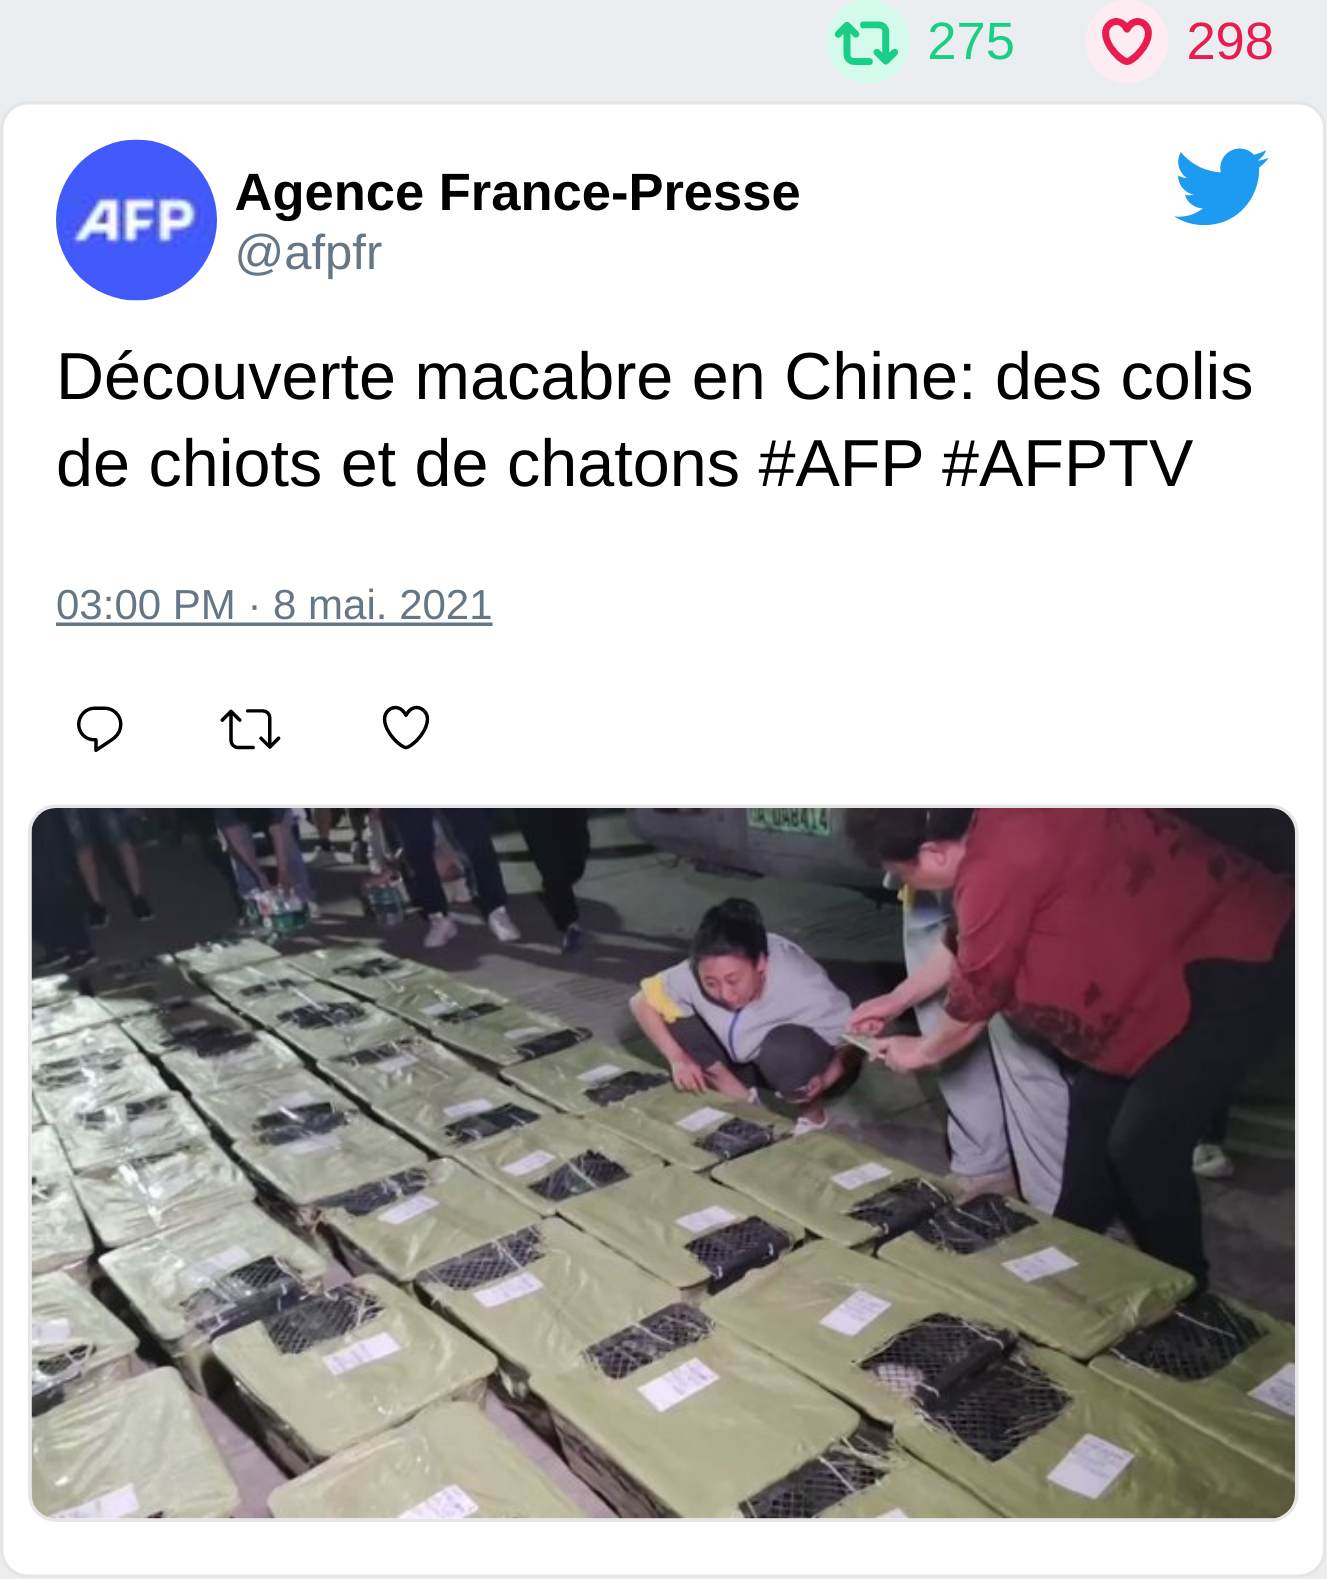 275 298
AFP
Agence France-Presse
@afpfr
Découverte macabre en Chine: des colis
de chiots et de chatons #AFP #AFPTV
03:00 PM · 8 mai. 2021